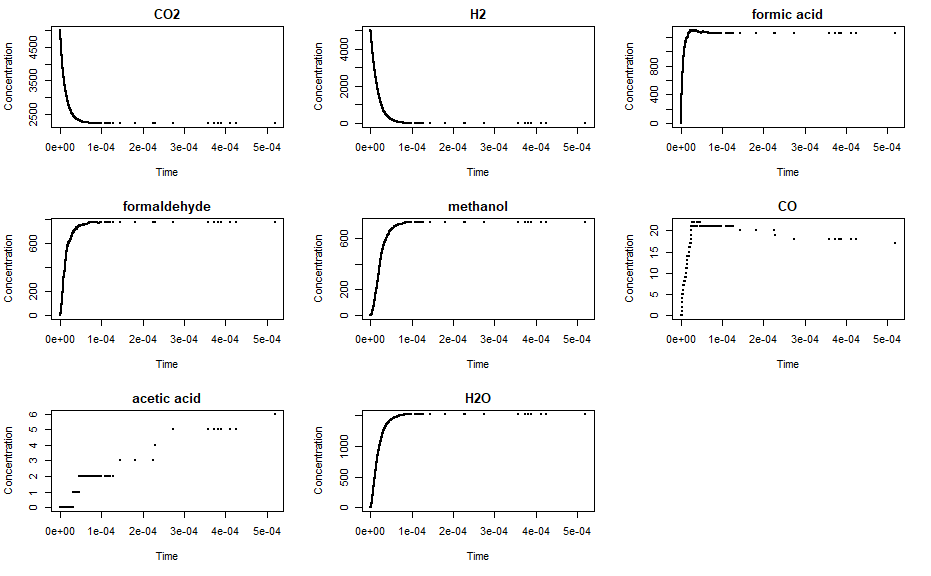 CO2
H2
formic acid
Concentration
2500
3500
4500
Concentration
0
2000
4000
Concentration
0
400
800
0e+00 1e-04 2e-04 3e-04 4e-04 5e-04
0e+00 1e-04 2e-04 3e-04 4e-04 5e-04
0e+00 1e-04 2e-04 3e-04 4e-04 5e-04
Time
Time
Time
formaldehyde
methanol
CO
Concentration
0
200
600
Concentration
0
200
600
Concentration
0
5
10
15
20
0e+00 1e-04 2e-04 3e-04 4e-04 5e-04
0e+00 1e-04 2e-04 3e-04 4e-04 5e-04
0e+00 1e-04 2e-04 3e-04 4e-04 5e-04
Time
Time
Time
acetic acid
H2O
Concentration
0
1
2
3
4
5
6
Concentration
0
500
1000
0e+00 1e-04 2e-04 3e-04 4e-04 5e-04
0e+00 1e-04 2e-04 3e-04 4e-04 5e-04
Time
Time